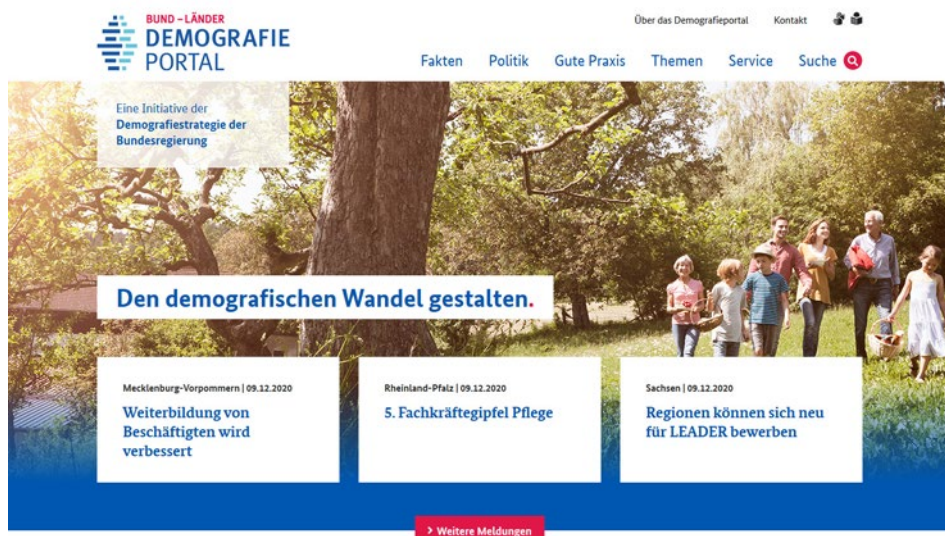 BUND – LÄNDER
DEMOGRAFIE
PORTAL
Über das Demografieportal Kontakt
Fakten Politik Gute Praxis Themen Service Suche
Eine Initiative der
Demografiestrategie der
Bundesregierung
Den demografischen Wandel gestalten.
Mecklenburg-Vorpommern | 09.12.2020
Weiterbildung von
Beschäftigten wird
verbessert
Rheinland-Pfalz | 09.12.2020
5. Fachkräftegipfel Pflege
Sachsen | 09.12.2020
Regionen können sich neu
für LEADER bewerben
> Weitere Meldungen